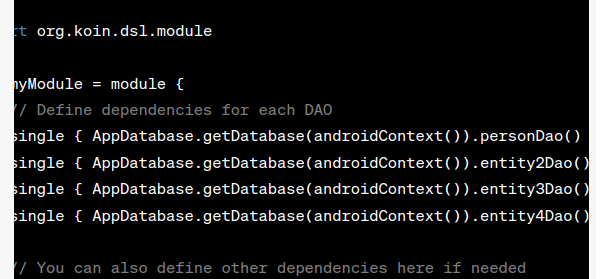 rt org.koin.dsl.module
myModule = module {
// Define dependencies for each DAO
single { AppDatabase.getDatabase(androidContext()).personDao()
single { AppDatabase.getDatabase(androidContext()).entity2Dao()
single { AppDatabase.getDatabase(androidContext()).entity3Dao()
single { AppDatabase.getDatabase(androidContext()).entity4Dao()
// You can also define other dependencies here if needed